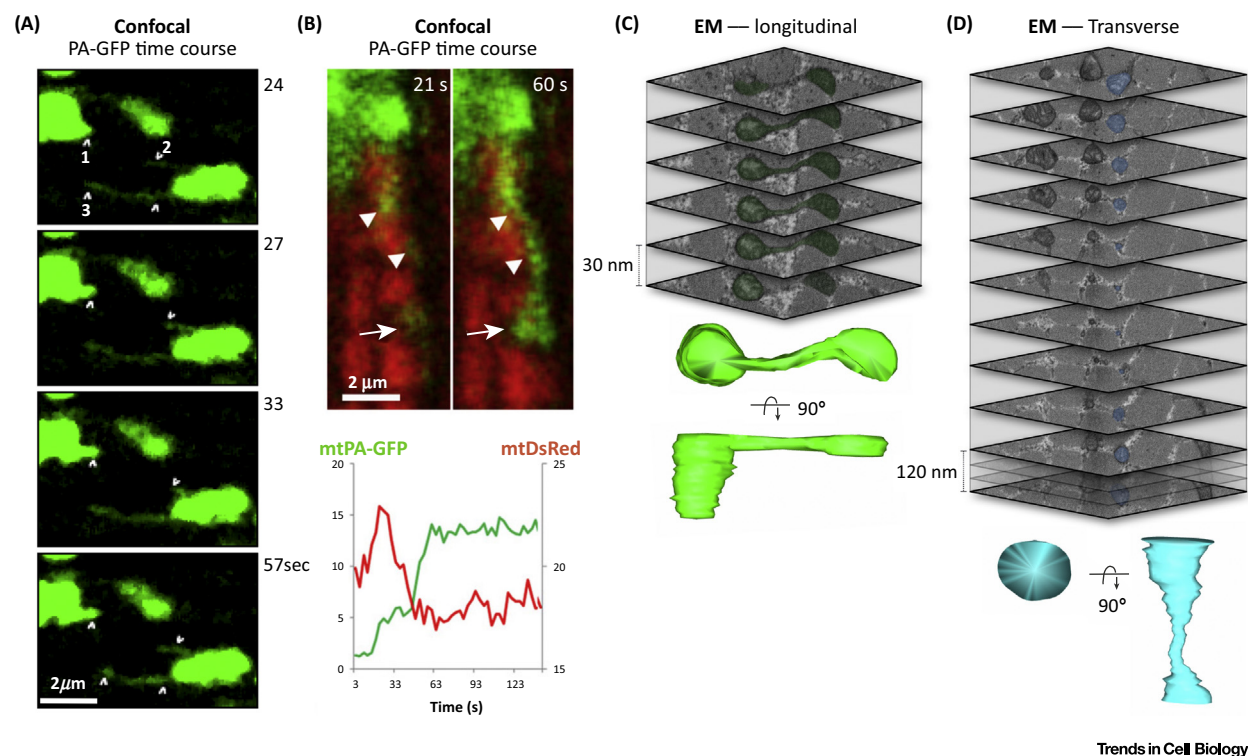 (A)
Confocal
PA-GFP time course
24
1
2
3
27
33
57sec
2μm
(B)
Confocal
PA-GFP time course
21 s
60 s
2 μm
mtPA-GFP
mtDsRed
20
15
10
5
0
25
20
15
3
33
63
93
123
Time (s)
(C)
EM — longitudinal
30 nm
90°
(D)
EM — Transverse
120 nm
90°
Trends in Cell Biology